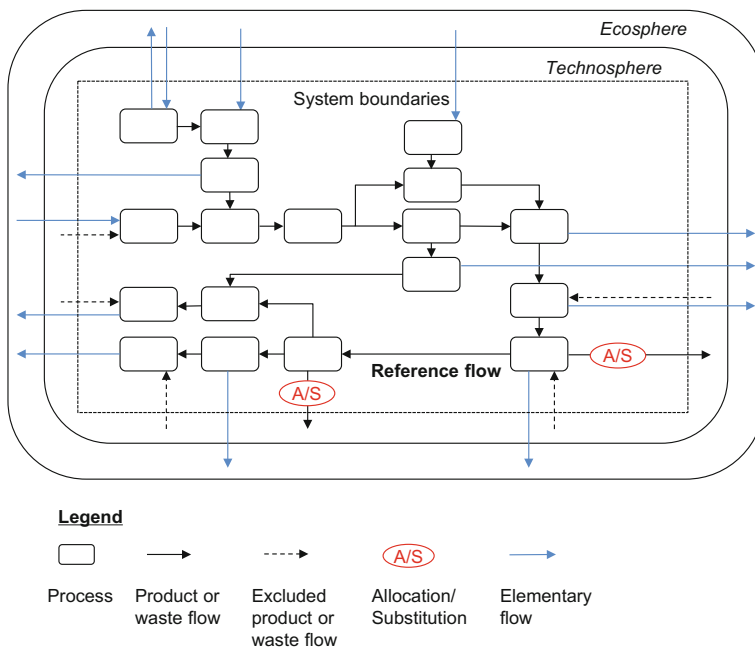 Ecosphere
Technosphere
System boundaries
Reference flow
A/S
A/S
Legend
A/S
Process
Product or
waste flow
Excluded
product or
waste flow
Allocation/
Substitution
Elementary
flow